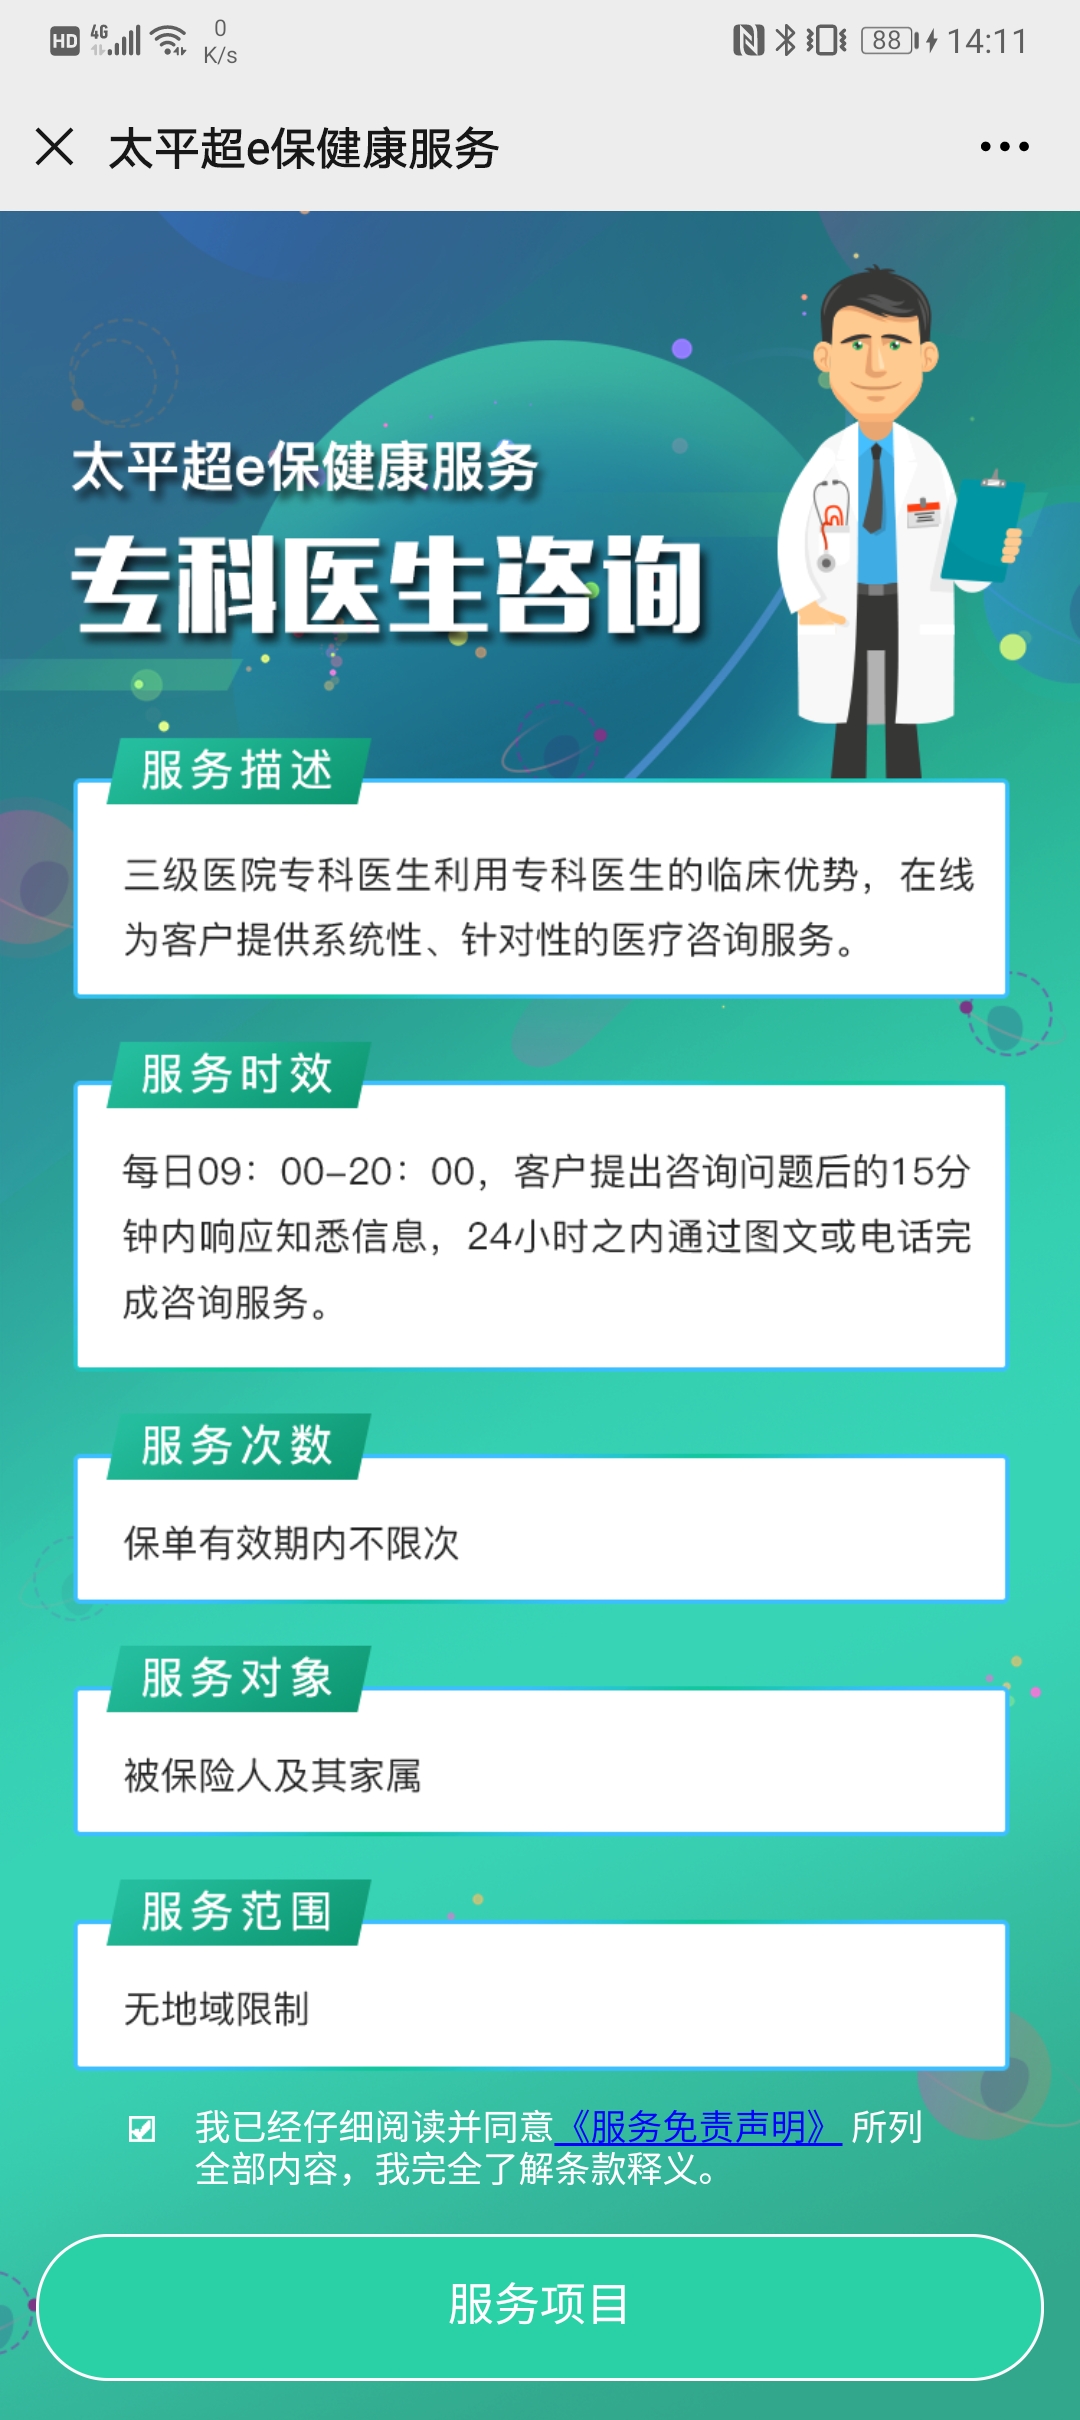 HD 4G 0 K/s 88 14:11
太平超e保健康服务
太平超e保健康服务
专科医生咨询
服务描述
三级医院专科医生利用专科医生的临床优势，在线
为客户提供系统性、针对性的医疗咨询服务。
服务时效
每日09：00-20：00，客户提出咨询问题后的15分
钟内响应知悉信息，24小时之内通过图文或电话完
成咨询服务。
服务次数
保单有效期内不限次
服务对象
被保险人及其家属
服务范围
无地域限制
我已经仔细阅读并同意《服务免责声明》 所列
全部内容，我完全了解条款释义。
服务项目